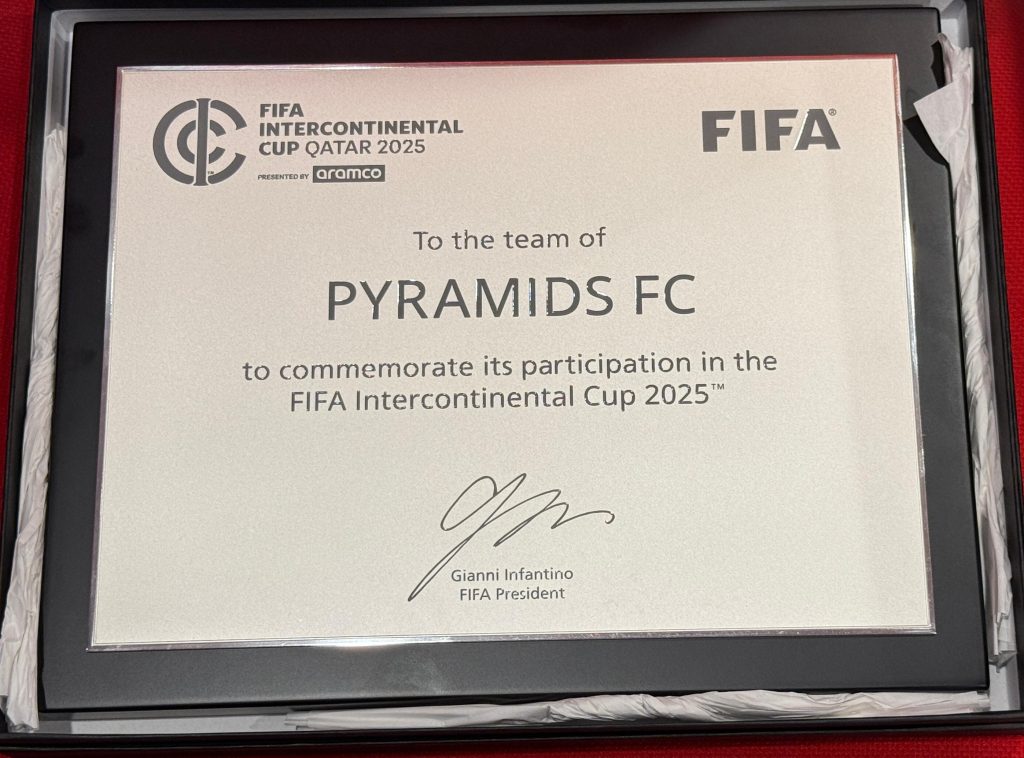 FIFA
INTERCONTINENTAL
CUP QATAR 2025
PRESENTED BY aramco
FIFA®
To the team of
PYRAMIDS FC
to commemorate its participation in the
FIFA Intercontinental Cup 2025™
Gianni Infantino
FIFA President